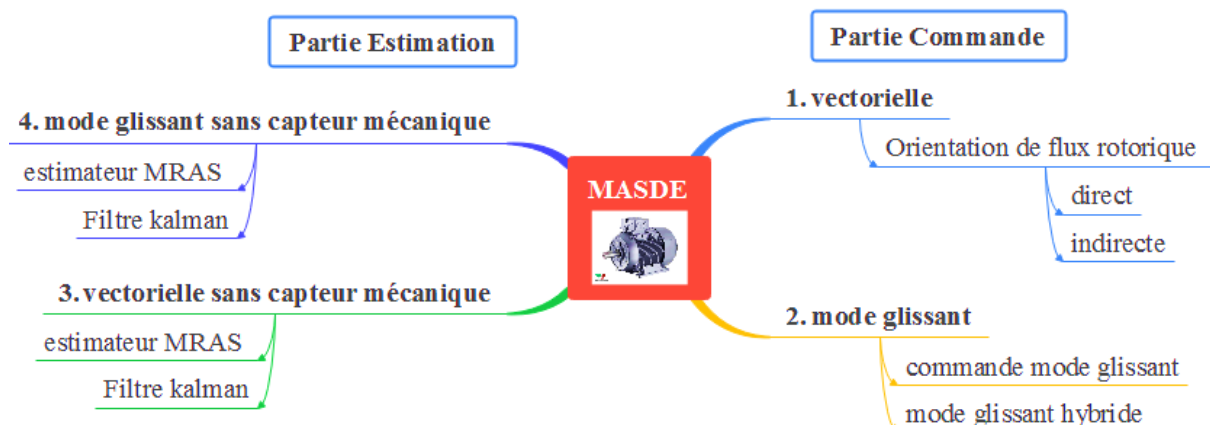 Partie Estimation
Partie Commande
4. mode glissant sans capteur mécanique
estimateur MRAS
Filtre kalman
3. vectorielle sans capteur mécanique
estimateur MRAS
Filtre kalman
MASDE
1. vectorielle
Orientation de flux rotorique
direct
indirecte
2. mode glissant
commande mode glissant
mode glissant hybride